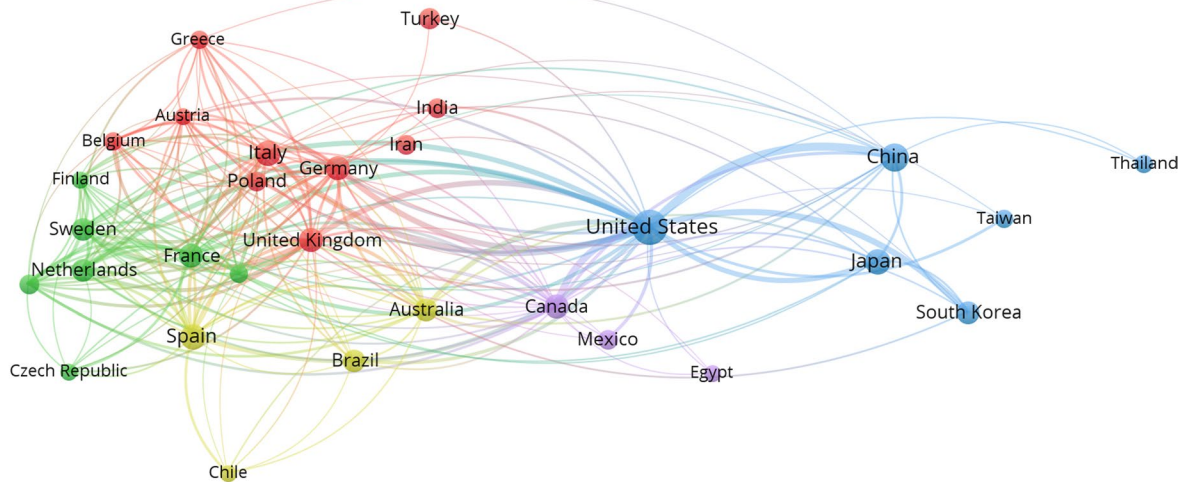 Turkey
Greece
India
Austria
Belgium
Iran
Italy
China
Thailand
Germany
Finland
Poland
Taiwan
Sweden
United States
United Kingdom
France
Japan
Netherlands
Canada
Australia
South Korea
Spain
Mexico
Brazil
Czech Republic
Egypt
Chile